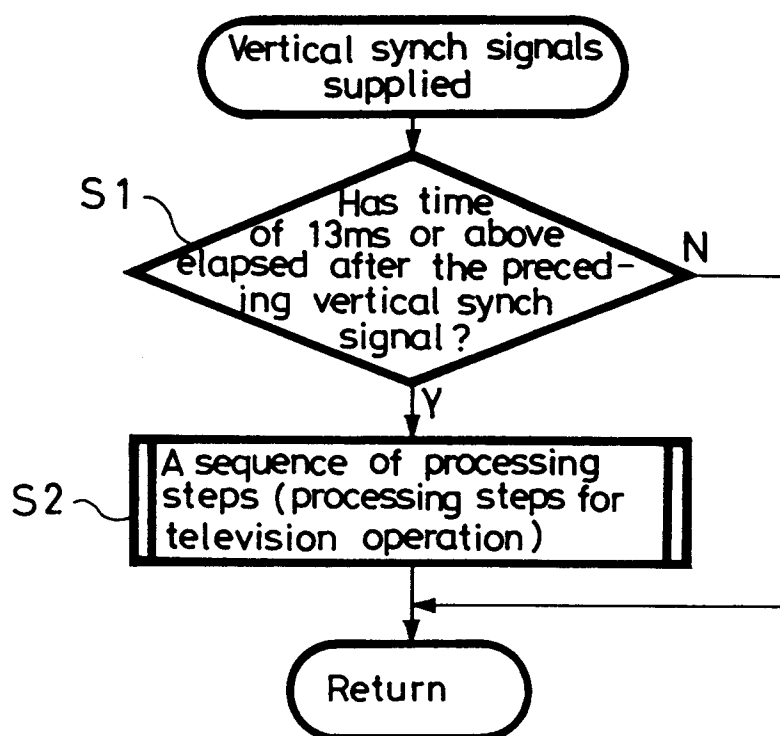 Vertical synch signals
supplied
S1
Has time
of 13ms or above
elapsed after the preced-
ing vertical synch
signal?
N
Y
S2
A sequence of processing
steps (processing steps for
television operation)
Return